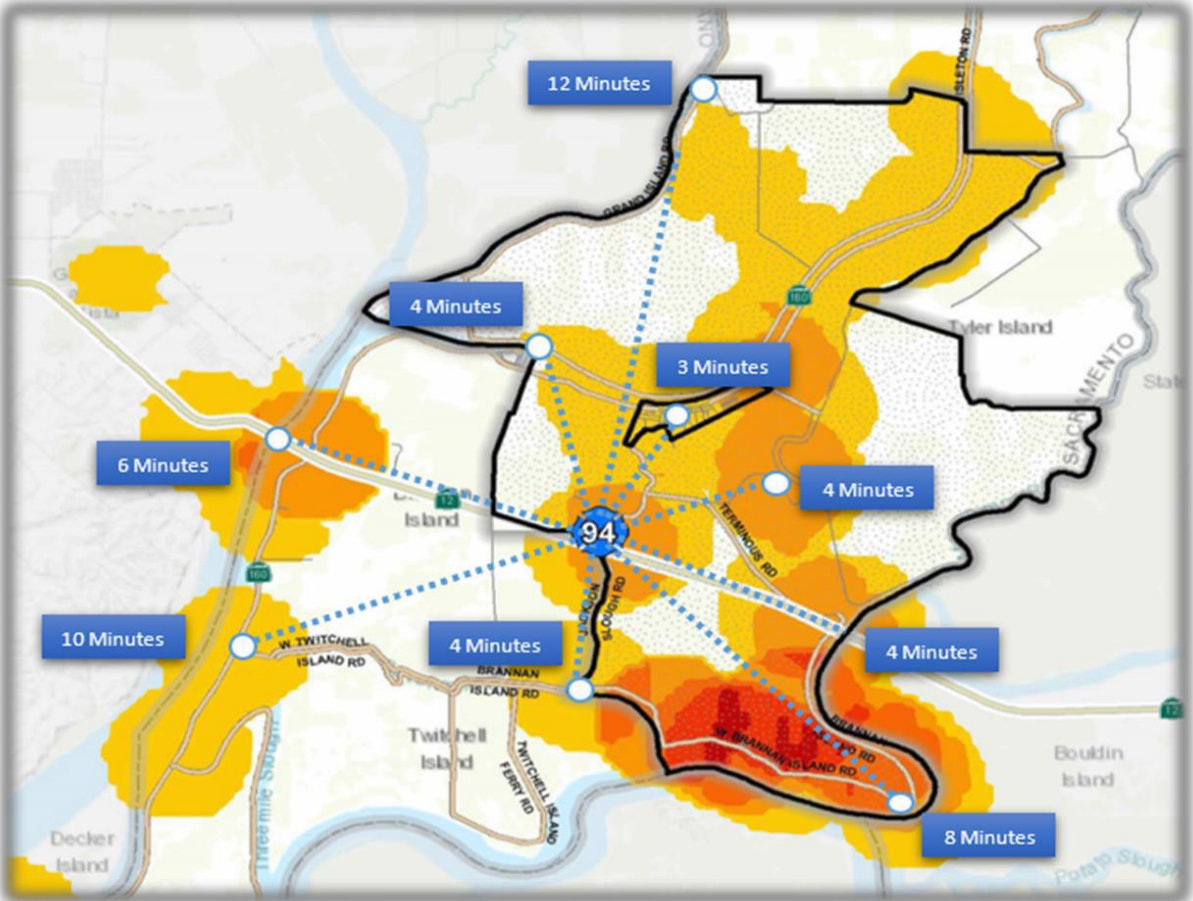 ISLETON RD
12 Minutes
GRAND ISLAND RD
160
4 Minutes
Tyler Island
3 Minutes
SACRAMENTO
6 Minutes
4 Minutes
12
Island
94
TERMINOUS RD
160
SLOUGH RD
10 Minutes
W TWITCHELL
ISLAND RD
4 Minutes
BRANNAN
ISLAND RD
4 Minutes
12
Twitchell
Island
TWITCHELL ISLAND
FERRY RD
W BRANNAN ISLAND RD
BRANNAN
Bouldin
Island
Threemile Slough
8 Minutes
Decker
Island
Potato Slough